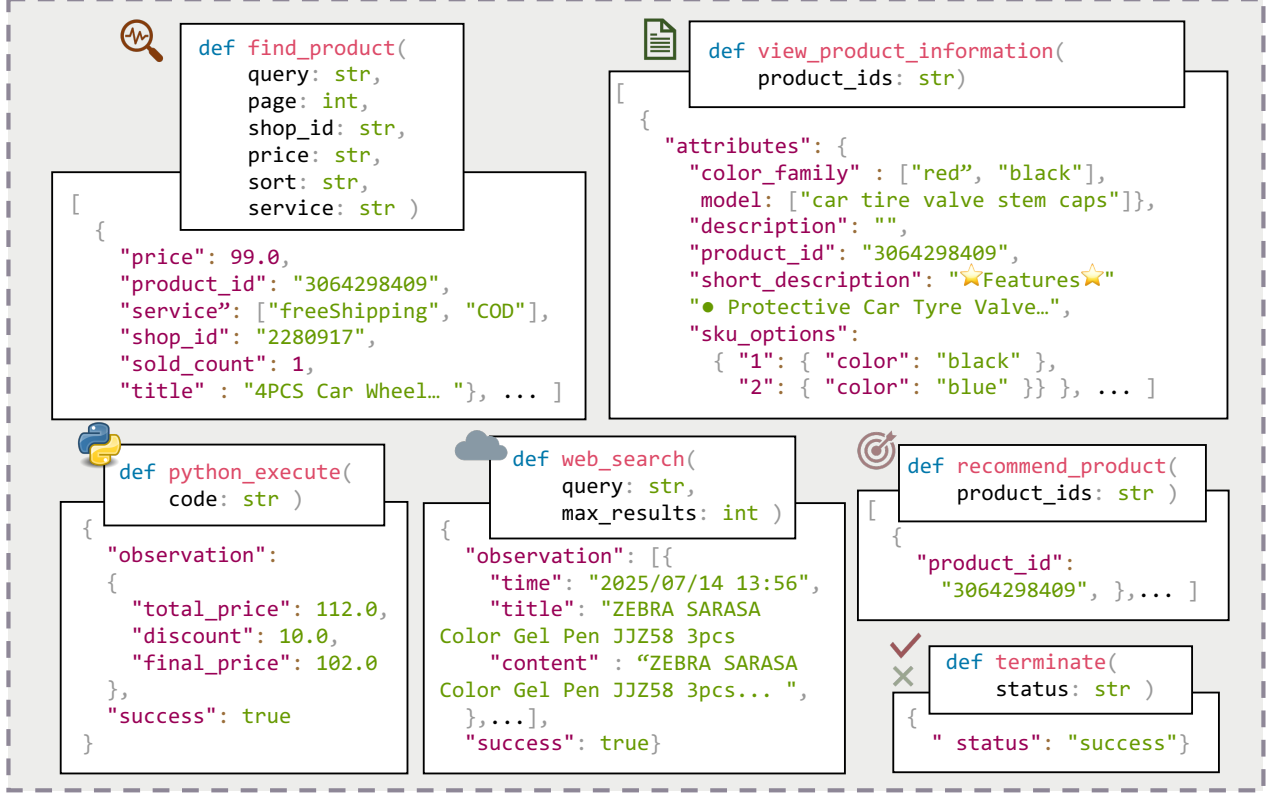 def find_product(
query: str,
page: int,
shop_id: str,
price: str,
sort: str,
service: str )
[
{
"price": 99.0,
"product_id": "3064298409",
"service”: ["freeShipping", "COD"],
"shop_id": "2280917",
"sold_count": 1,
"title" : "4PCS Car Wheel… "}, ... ]
def view_product_information(
product_ids: str)
[
{
"attributes": {
"color_family" : ["red”, "black"],
model: ["car tire valve stem caps"]},
"description": "",
"product_id": "3064298409",
"short_description": "⭐Features⭐"
"● Protective Car Tyre Valve…",
"sku_options":
{ "1": { "color": "black" },
"2": { "color": "blue" }} }, ... ]
def python_execute(
code: str )
{
"observation":
{
"total_price": 112.0,
"discount": 10.0,
"final_price": 102.0
},
"success": true
}
def web_search(
query: str,
max_results: int )
{
"observation": [{
"time": "2025/07/14 13:56",
"title": "ZEBRA SARASA
Color Gel Pen JJZ58 3pcs
"content" : “ZEBRA SARASA
Color Gel Pen JJZ58 3pcs... ",
},...],
"success": true}
def recommend_product(
product_ids: str )
[
{
"product_id":
"3064298409", },... ]
def terminate(
status: str )
{
" status": "success"}